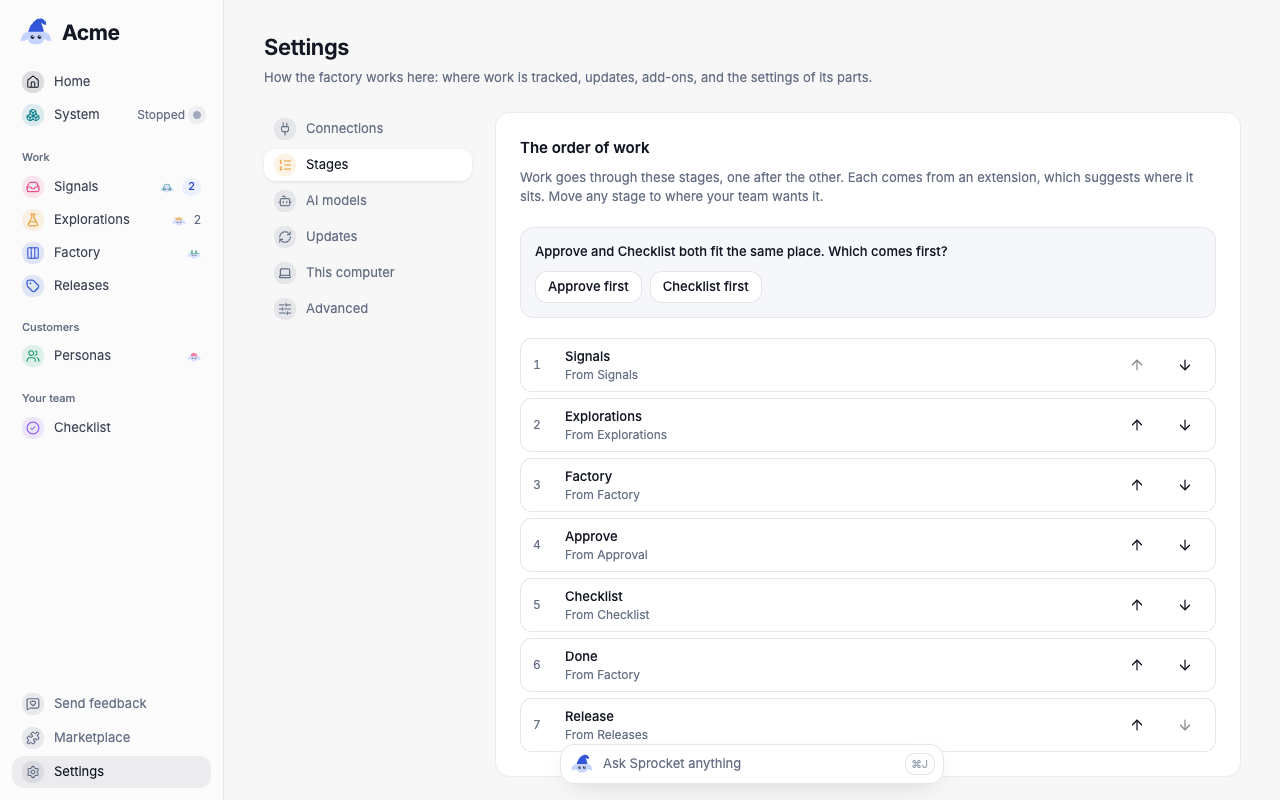 Acme
Home
System
Stopped
Work
Signals
2
Explorations
2
Factory
Releases
Customers
Personas
Your team
Checklist
Send feedback
Marketplace
Settings
Settings
How the factory works here: where work is tracked, updates, add-ons, and the settings of its parts.
Connections
Stages
AI models
Updates
This computer
Advanced
The order of work
Work goes through these stages, one after the other. Each comes from an extension, which suggests where it
sits. Move any stage to where your team wants it.
Approve and Checklist both fit the same place. Which comes first?
Approve first
Checklist first
1
Signals
From Signals
2
Explorations
From Explorations
3
Factory
From Factory
4
Approve
From Approval
5
Checklist
From Checklist
6
Done
From Factory
7
Release
From Releases
Ask Sprocket anything
⌘J